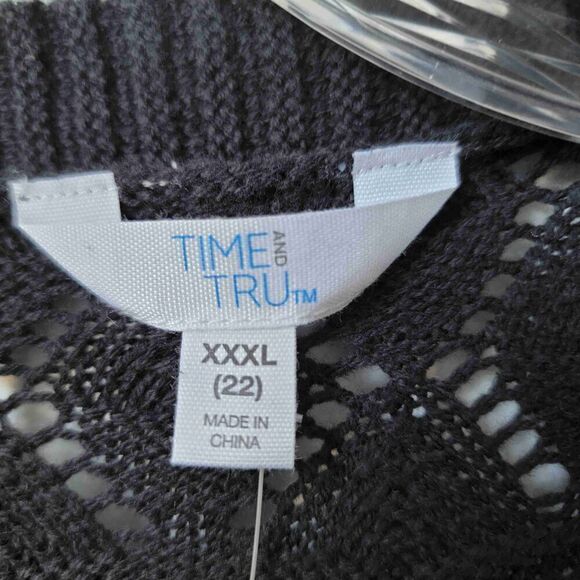 TIME AND
TRU™
XXXL
(22)
MADE IN
CHINA